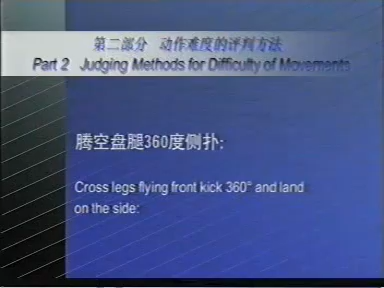 第二部分 动作难度的评判方法
Part 2 Judging Methods for Difficulty of Movements
腾空盘腿360度侧扑:
Cross legs flying front kick 360° and land
on the side: